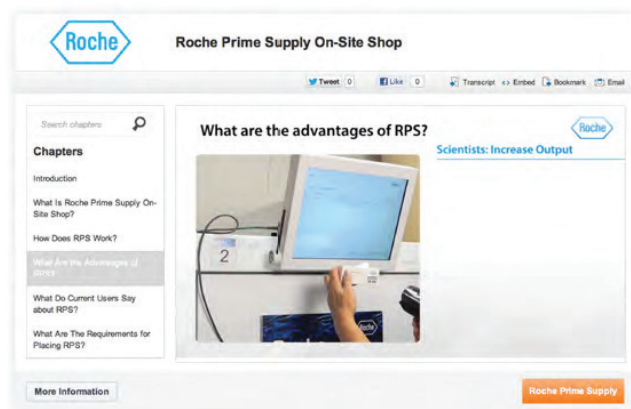 Roche
Roche Prime Supply On-Site Shop
Tweet 0
Like 0
Transcript
Embed
Bookmark
Email
Search chapters
Chapters
Introduction
What Is Roche Prime Supply On-
Site Shop?
How Does RPS Work?
What Are the Advantages of
RPS?
What Do Current Users Say
about RPS?
What Are The Requirements for
Placing RPS?
What are the advantages of RPS?
Roche
Scientists: Increase Output
2
Roche
More Information
Roche Prime Supply